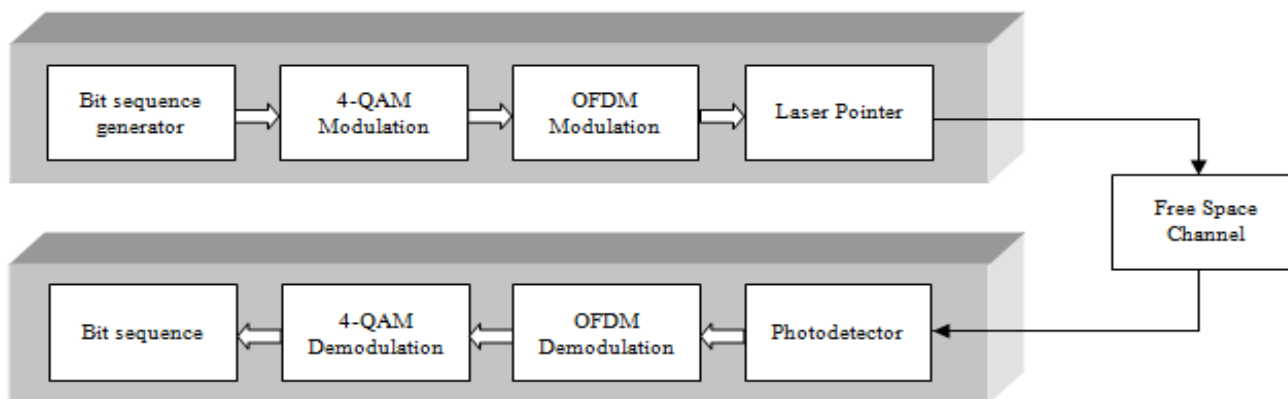 Bit sequence
generator
4-QAM
Modulation
OFDM
Modulation
Laser Pointer
Free Space
Channel
Bit sequence
4-QAM
Demodulation
OFDM
Demodulation
Photodetector